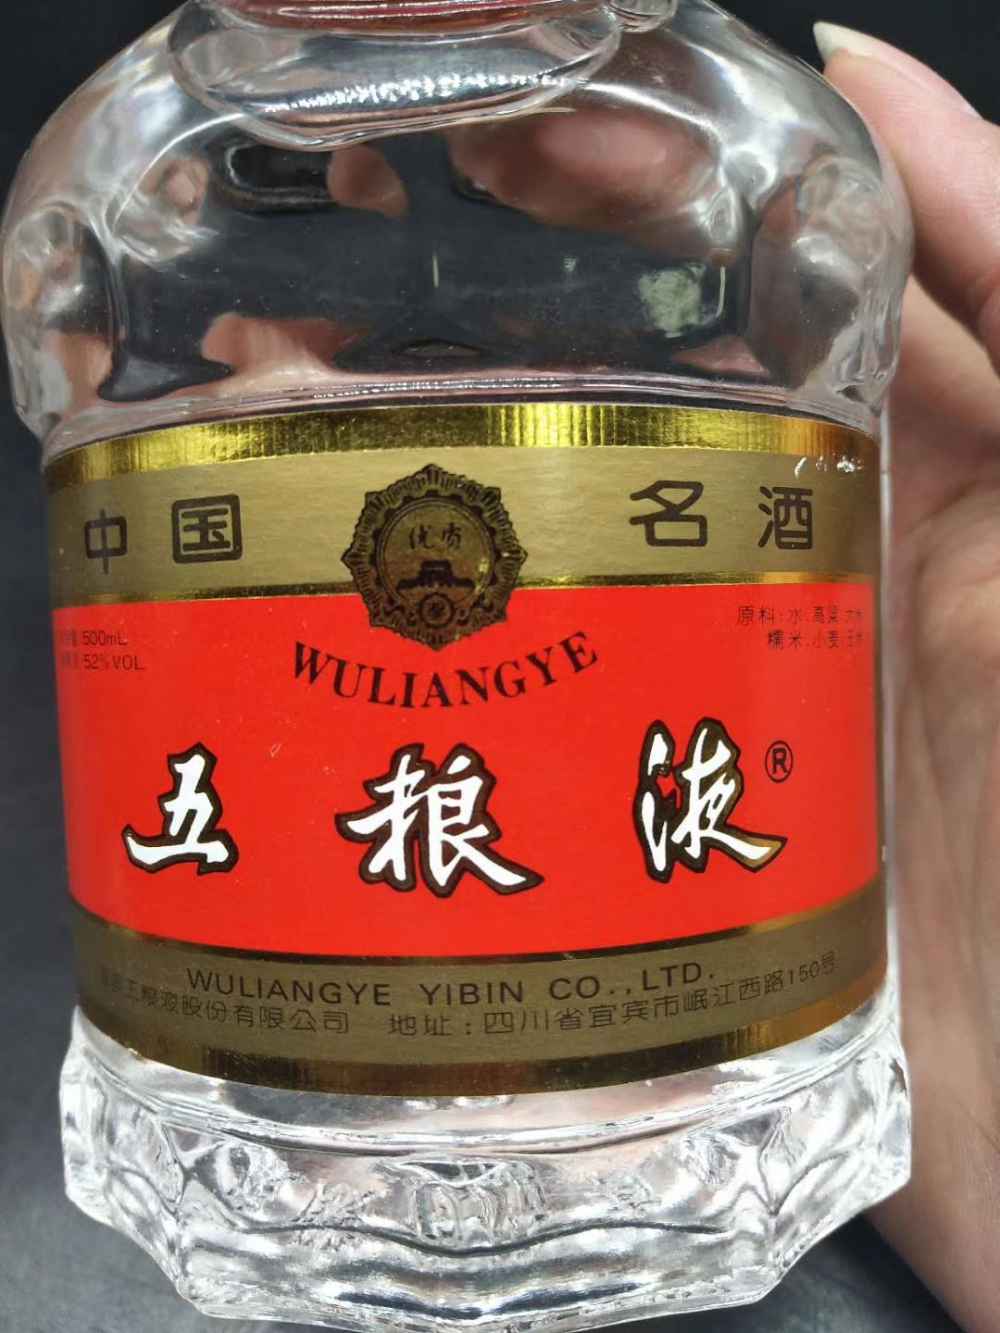 中国 名酒
优质
500mL
52%VOL
原料:水.高粱.大米
糯米.小麦.玉米
WULIANGYE
五粮液®
WULIANGYE YIBIN CO.,LTD.
五粮液股份有限公司 地址:四川省宜宾市岷江西路150号